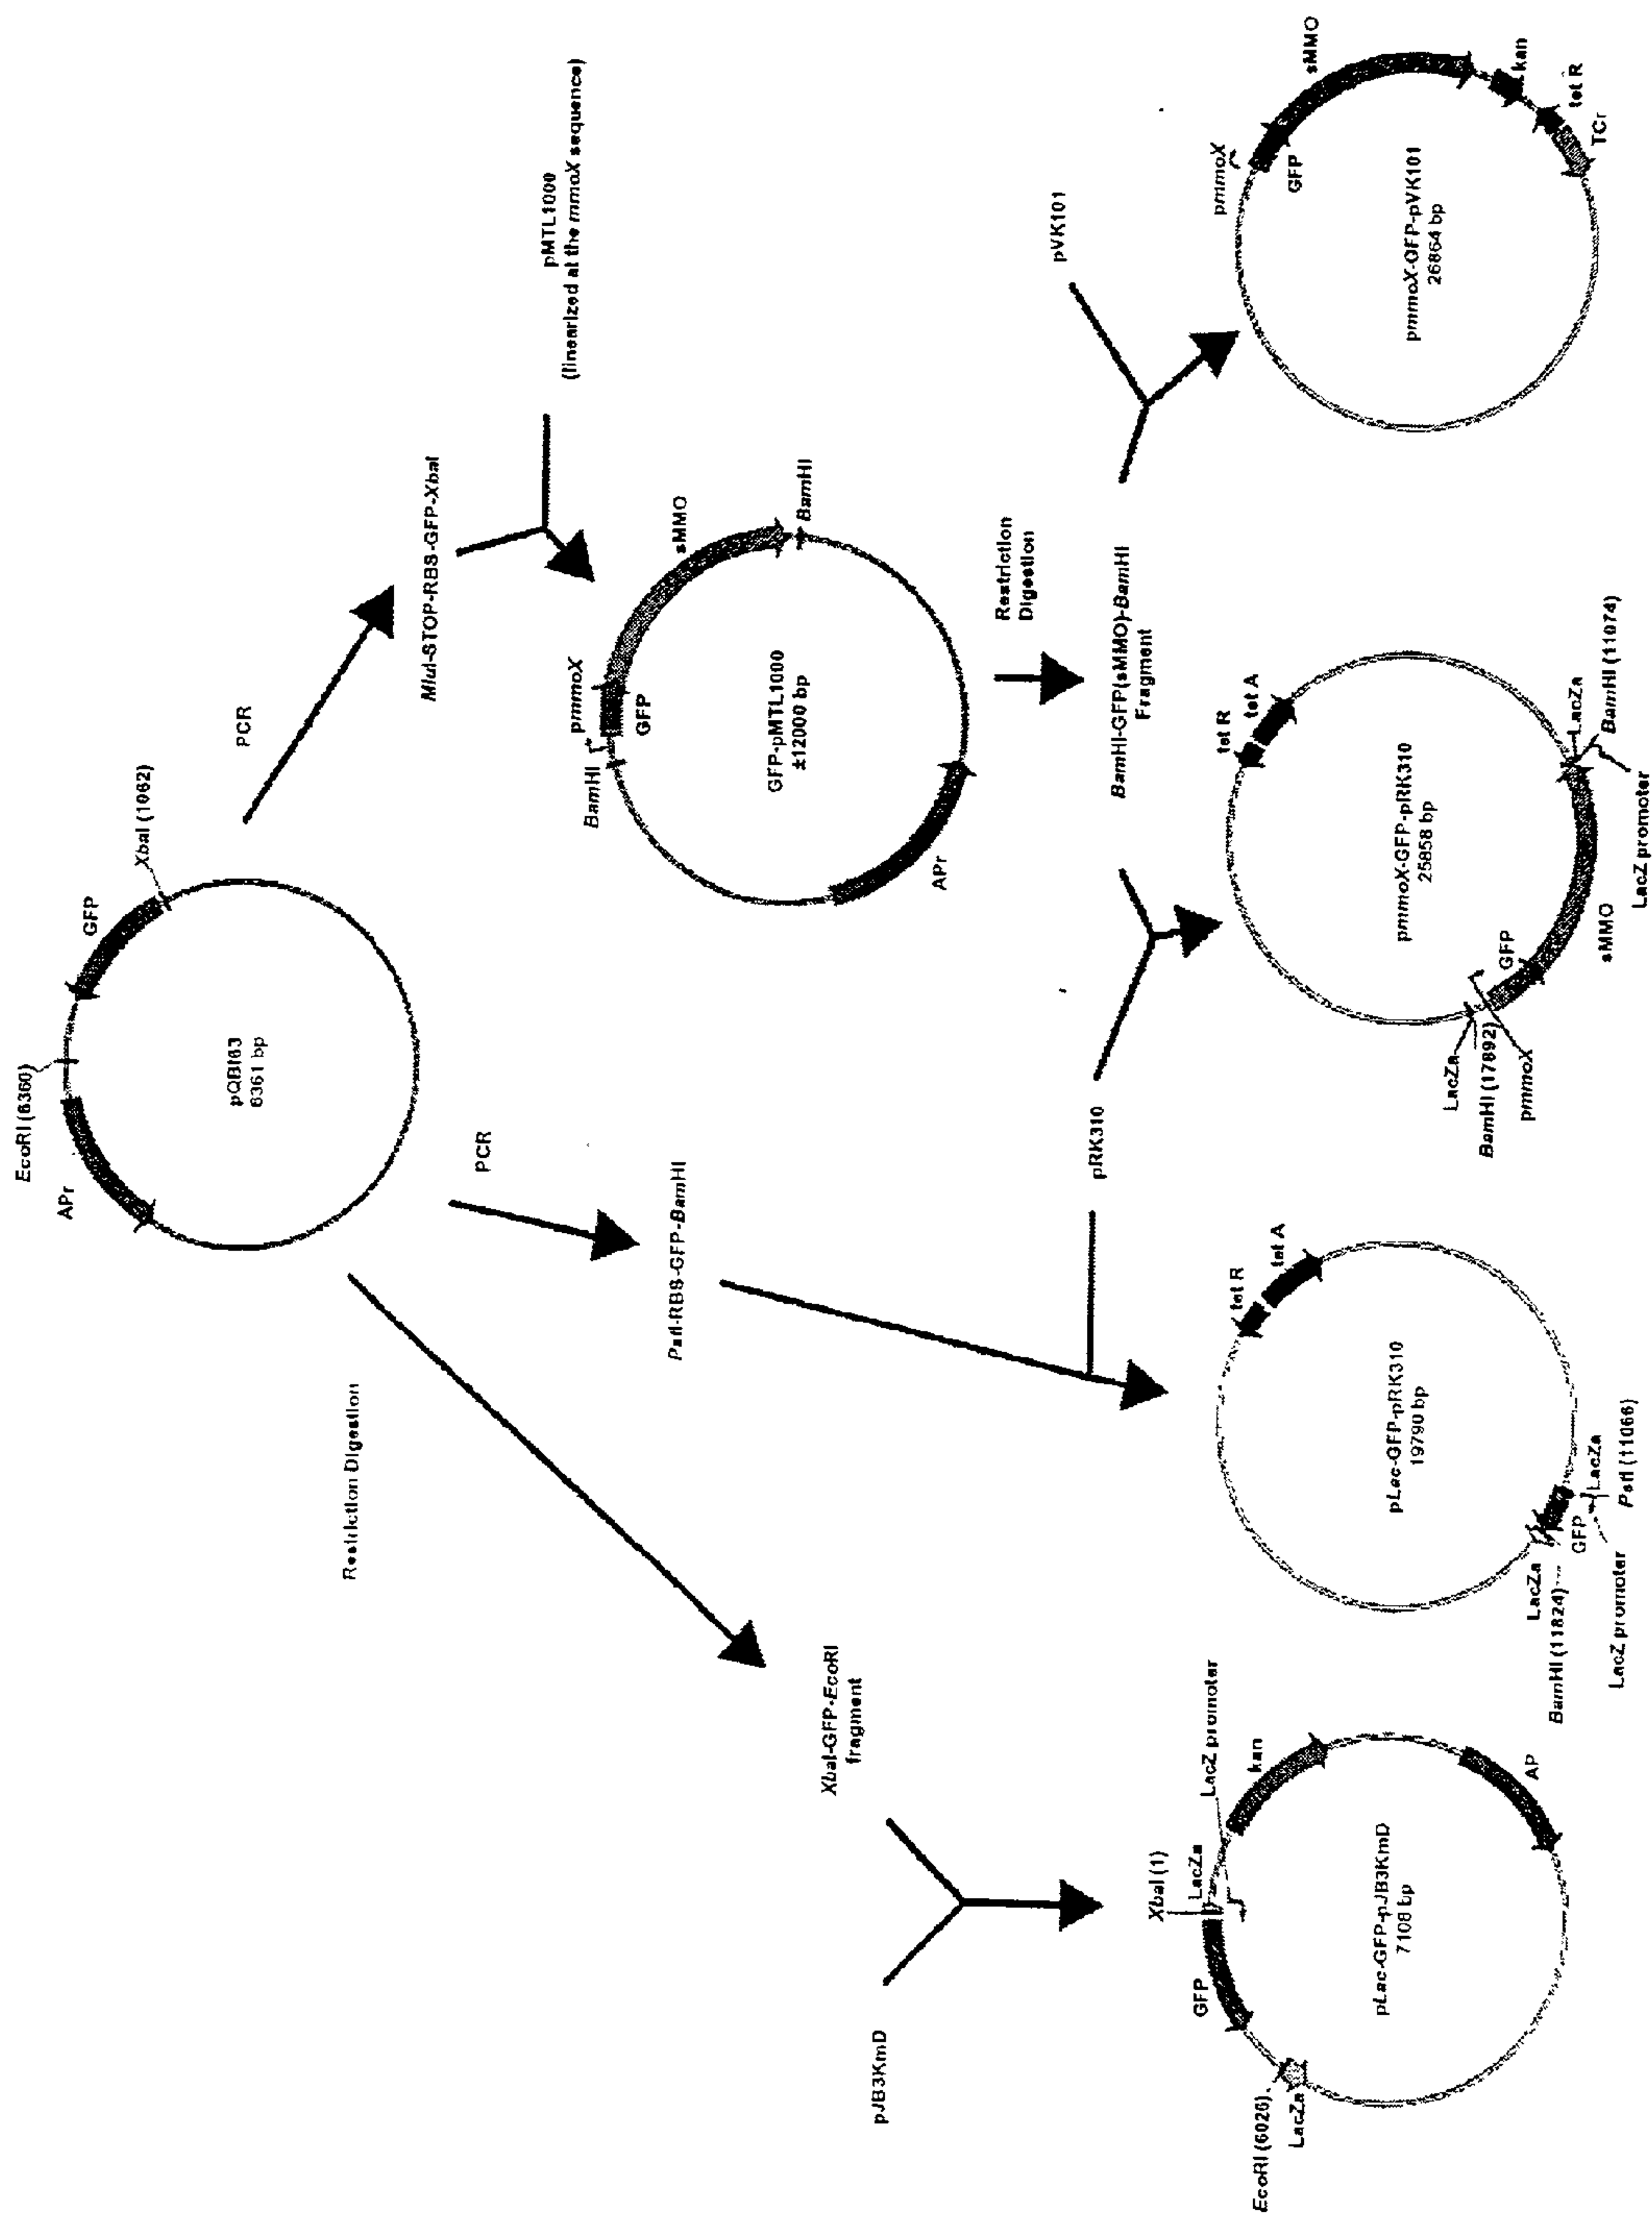 EcoRI (6360)
APr
GFP
XbaI (1062)
pQBI63
6361 bp
Restriction Digestion
PCR
PCR
PstI-RBS-GFP-BamHI
MluI-STOP-RBS-GFP-XbaI
pMTL1000
(linearized at the mmoX sequence)
BamHI
pmmoX
GFP
sMMO
BamHI
GFP-pMTL1000
±12000 bp
APr
Restriction
Digestion
XbaI-GFP-EcoRI
fragment
pJB3KmD
pRK310
BamHI-GFP(sMMO)-BamHI
Fragment
pVK101
XbaI (1)
LacZa
LacZ promoter
kan
GFP
EcoRI (6026)
LacZa
pLac-GFP-pJB3KmD
7108 bp
AP
tet R
tet A
pLac-GFP-pRK310
19790 bp
LacZa
BamHI (11824)
GFP
LacZa
PstI (11066)
LacZ promoter
tet R
tet A
pmmoX-GFP-pRK310
25858 bp
LacZa
BamHI (17892)
pmmoX
GFP
sMMO
LacZa
BamHI (11074)
LacZ promoter
pmmoX
GFP
sMMO
kan
tet R
TCr
pmmoX-GFP-pVK101
26864 bp